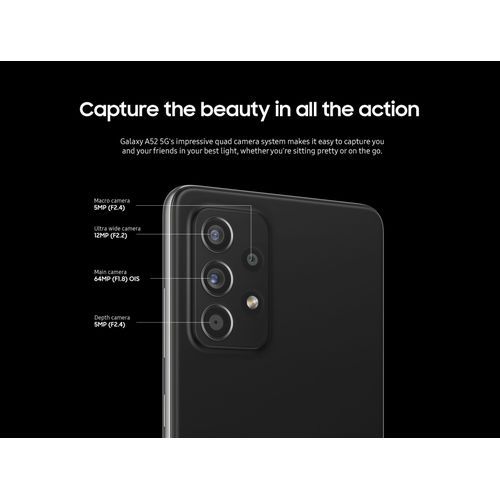 Capture the beauty in all the action
Galaxy A52 5G's impressive quad camera system makes it easy to capture you
and your friends in your best light, whether you're sitting pretty or on the go.
Macro camera
5MP (F2.4)
Ultra wide camera
12MP (F2.2)
Main camera
64MP (F1.8) OIS
Depth camera
5MP (F2.4)